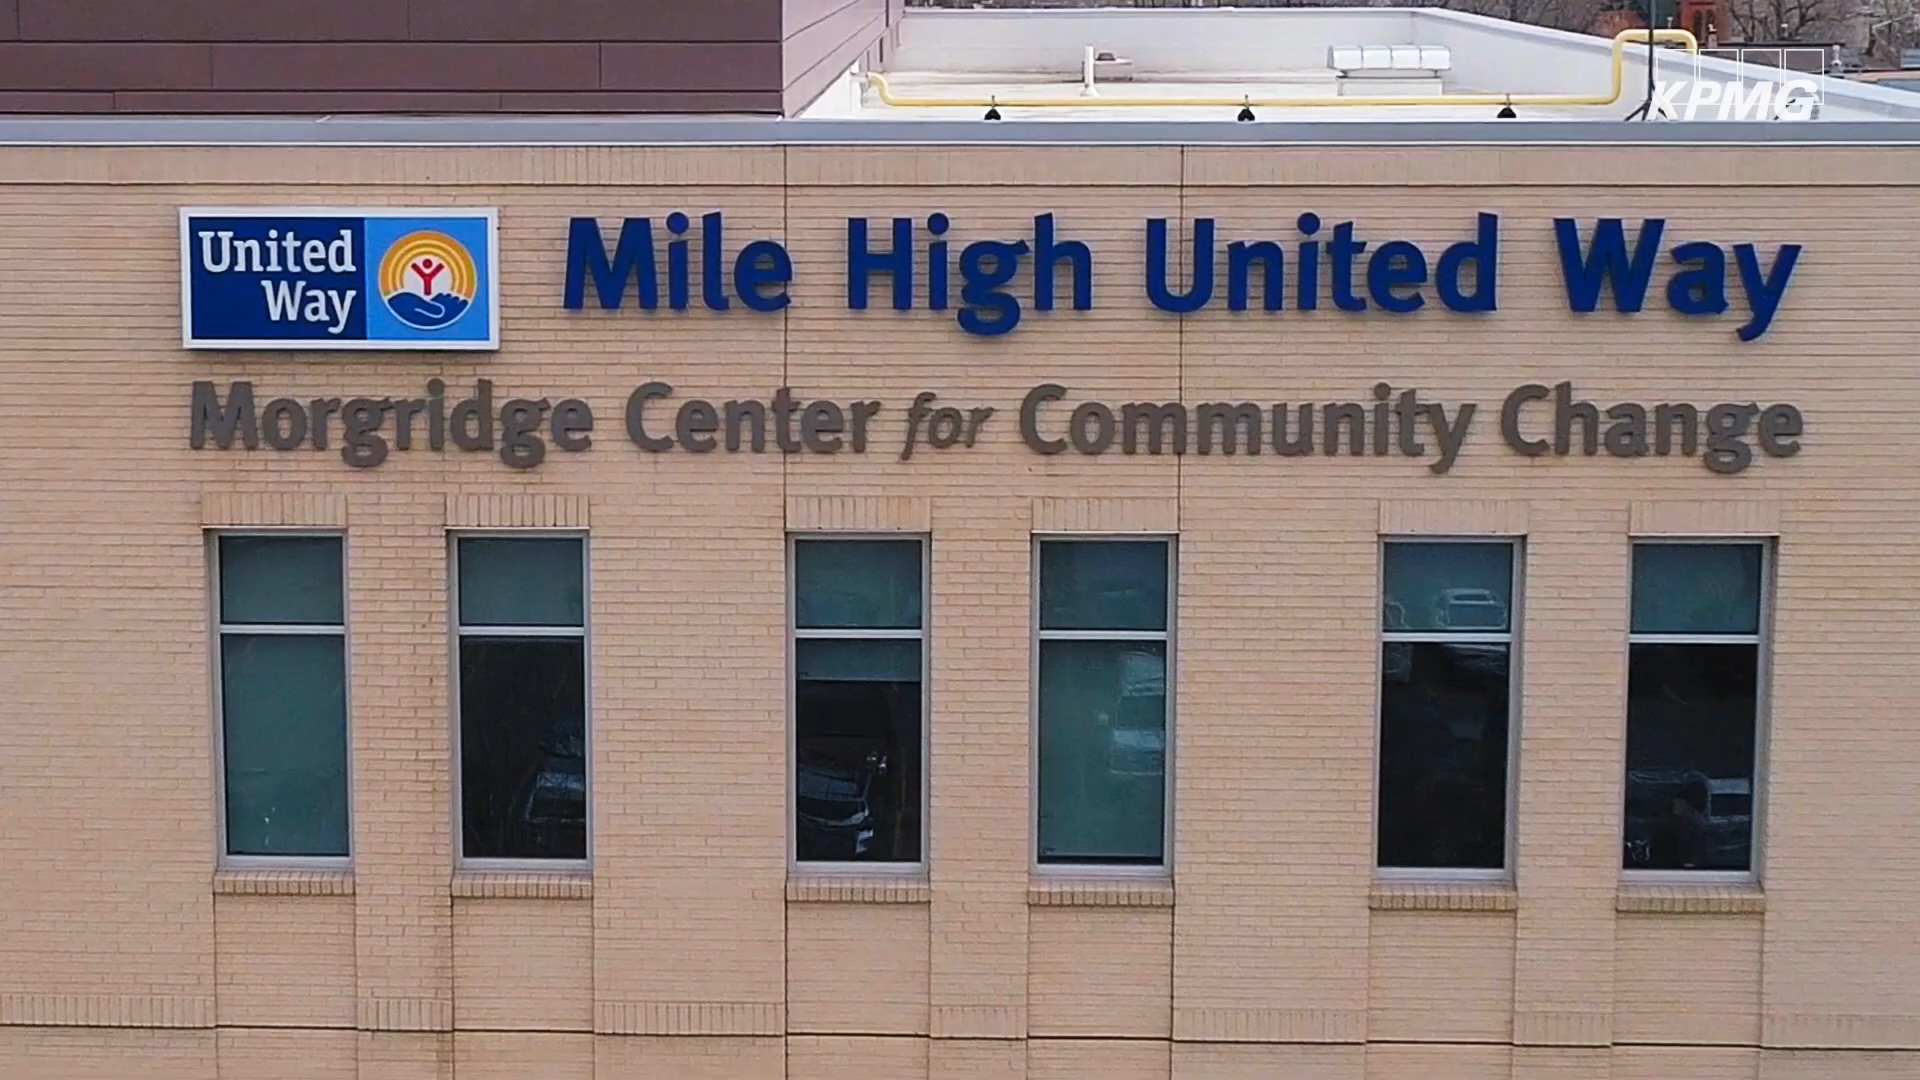 KPMG
United
Way
Mile High United Way
Morgridge Center for Community Change